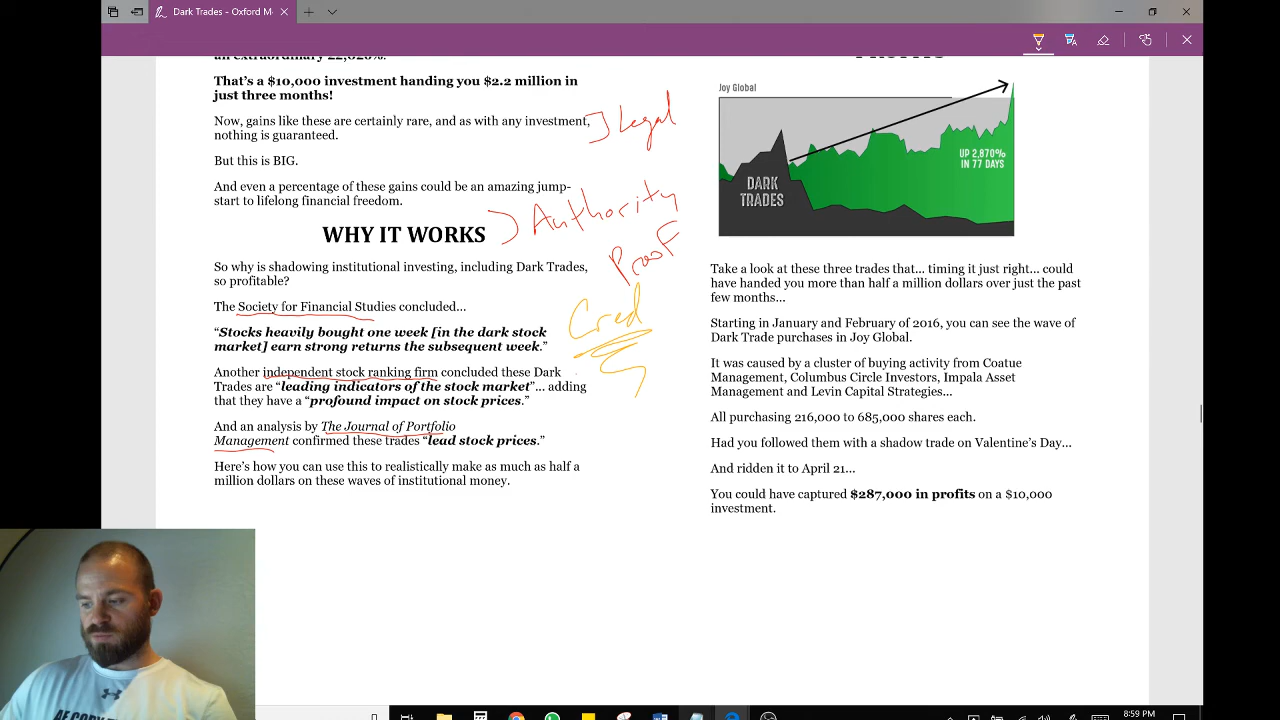 Dark Trades - Oxford M
an extraordinary 22,020%.
That's a $10,000 investment handing you $2.2 million in
just three months!
Now, gains like these are certainly rare, and as with any investment,
nothing is guaranteed.
Legal
But this is BIG.
And even a percentage of these gains could be an amazing jump-
start to lifelong financial freedom.
Authority
Proof
WHY IT WORKS
So why is shadowing institutional investing, including Dark Trades,
so profitable?
The Society for Financial Studies concluded…
Cred
"Stocks heavily bought one week [in the dark stock
market] earn strong returns the subsequent week."
Another independent stock ranking firm concluded these Dark
Trades are "leading indicators of the stock market"… adding
that they have a "profound impact on stock prices."
And an analysis by The Journal of Portfolio
Management confirmed these trades "lead stock prices."
Here's how you can use this to realistically make as much as half a
million dollars on these waves of institutional money.
PROFITS
Joy Global
UP 2,870%
IN 77 DAYS
DARK
TRADES
Take a look at these three trades that… timing it just right… could
have handed you more than half a million dollars over just the past
few months…
Starting in January and February of 2016, you can see the wave of
Dark Trade purchases in Joy Global.
It was caused by a cluster of buying activity from Coatue
Management, Columbus Circle Investors, Impala Asset
Management and Levin Capital Strategies…
All purchasing 216,000 to 685,000 shares each.
Had you followed them with a shadow trade on Valentine's Day…
And ridden it to April 21…
You could have captured $287,000 in profits on a $10,000
investment.
8:59 PM